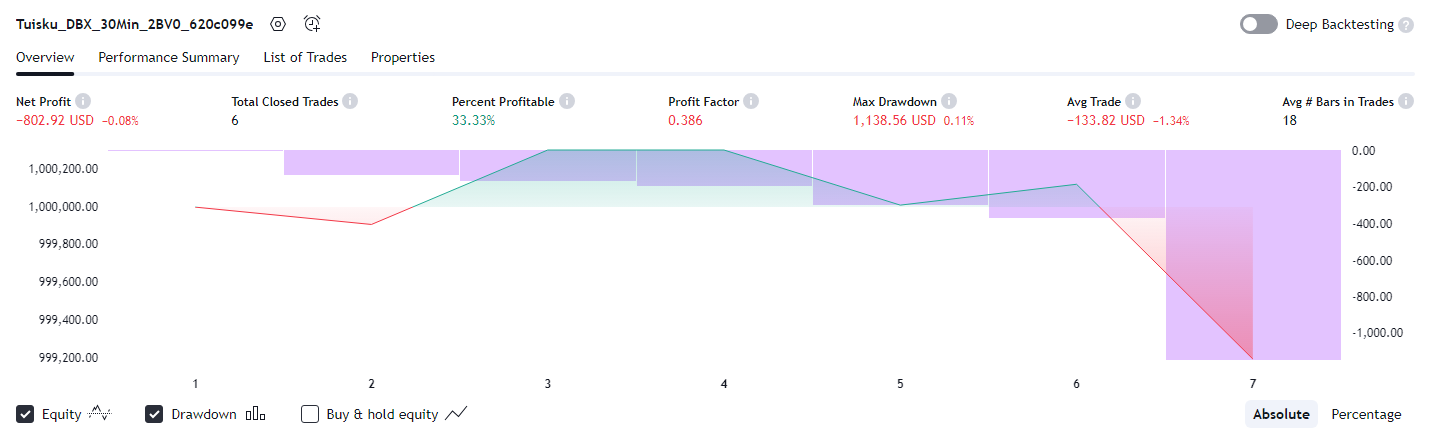 Tuisku_DBX_30Min_2BV0_620c099e Deep Backtesting ?
Overview Performance Summary List of Trades Properties
Net Profit i Total Closed Trades i Percent Profitable i Profit Factor i Max Drawdown i Avg Trade i Avg # Bars in Trades i
−802.92 USD −0.08% 6 33.33% 0.386 1,138.56 USD 0.11% −133.82 USD −1.34% 18
1,000,200.00 0.00
1,000,000.00 -200.00
999,800.00 -400.00
999,600.00 -600.00
999,400.00 -800.00
999,200.00 -1,000.00
1 2 3 4 5 6 7
Equity Drawdown Buy & hold equity Absolute Percentage